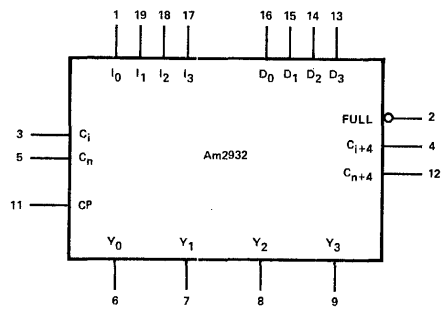 1 19 18 17 16 15 14 13
I0 I1 I2 I3 D0 D1 D2 D3
FULL 2
3 Ci Ci+4 4
5 Cn Am2932 Cn+4 12
11 CP
Y0 Y1 Y2 Y3
6 7 8 9